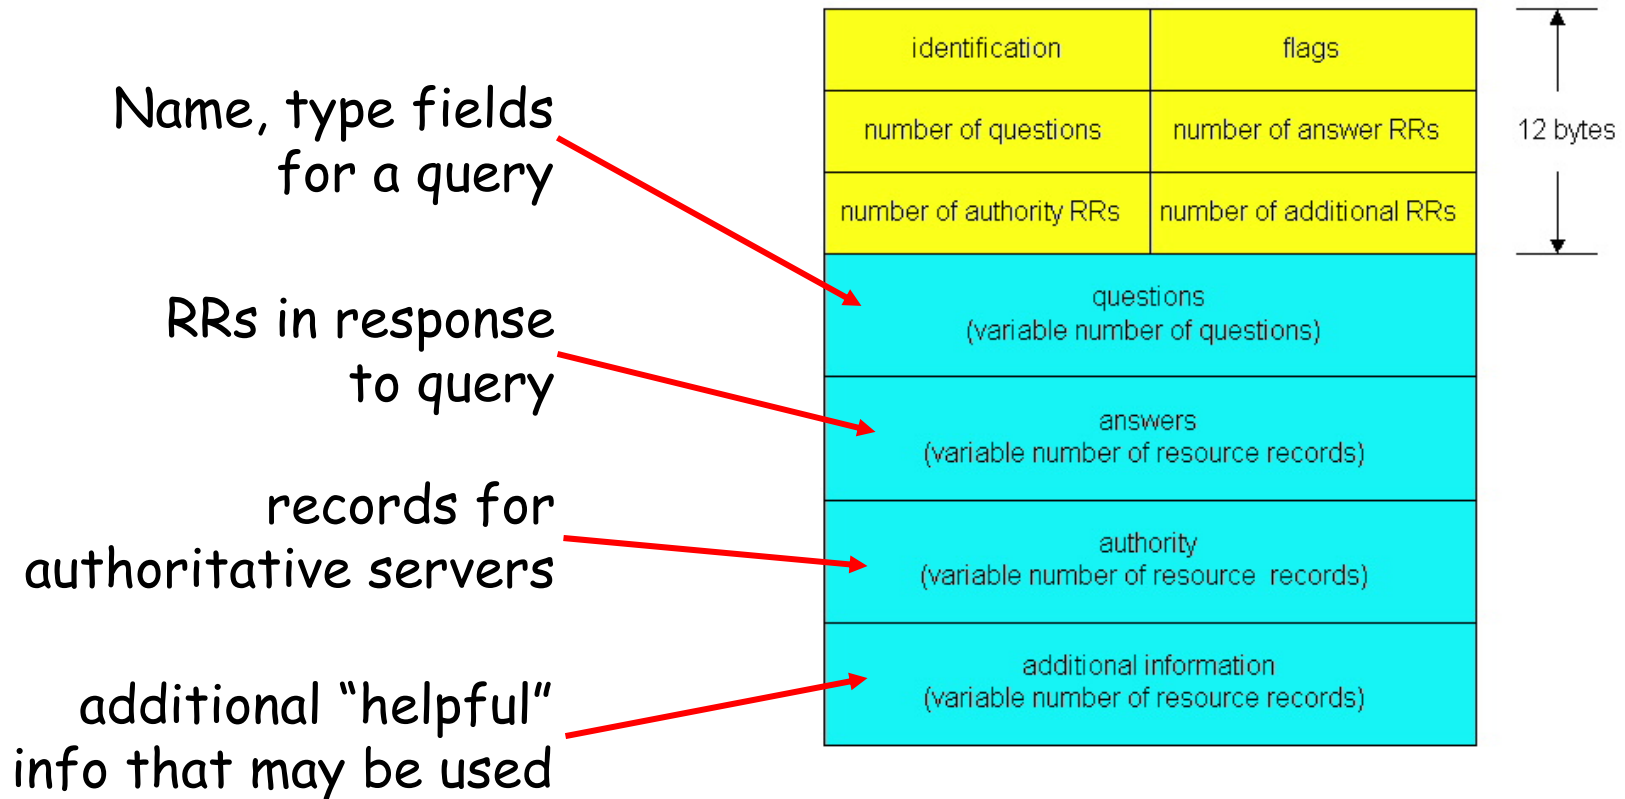 Name, type fields
for a query
RRs in response
to query
records for
authoritative servers
additional “helpful”
info that may be used
identification
flags
number of questions
number of answer RRs
number of authority RRs
number of additional RRs
12 bytes
questions
(variable number of questions)
answers
(variable number of resource records)
authority
(variable number of resource records)
additional information
(variable number of resource records)